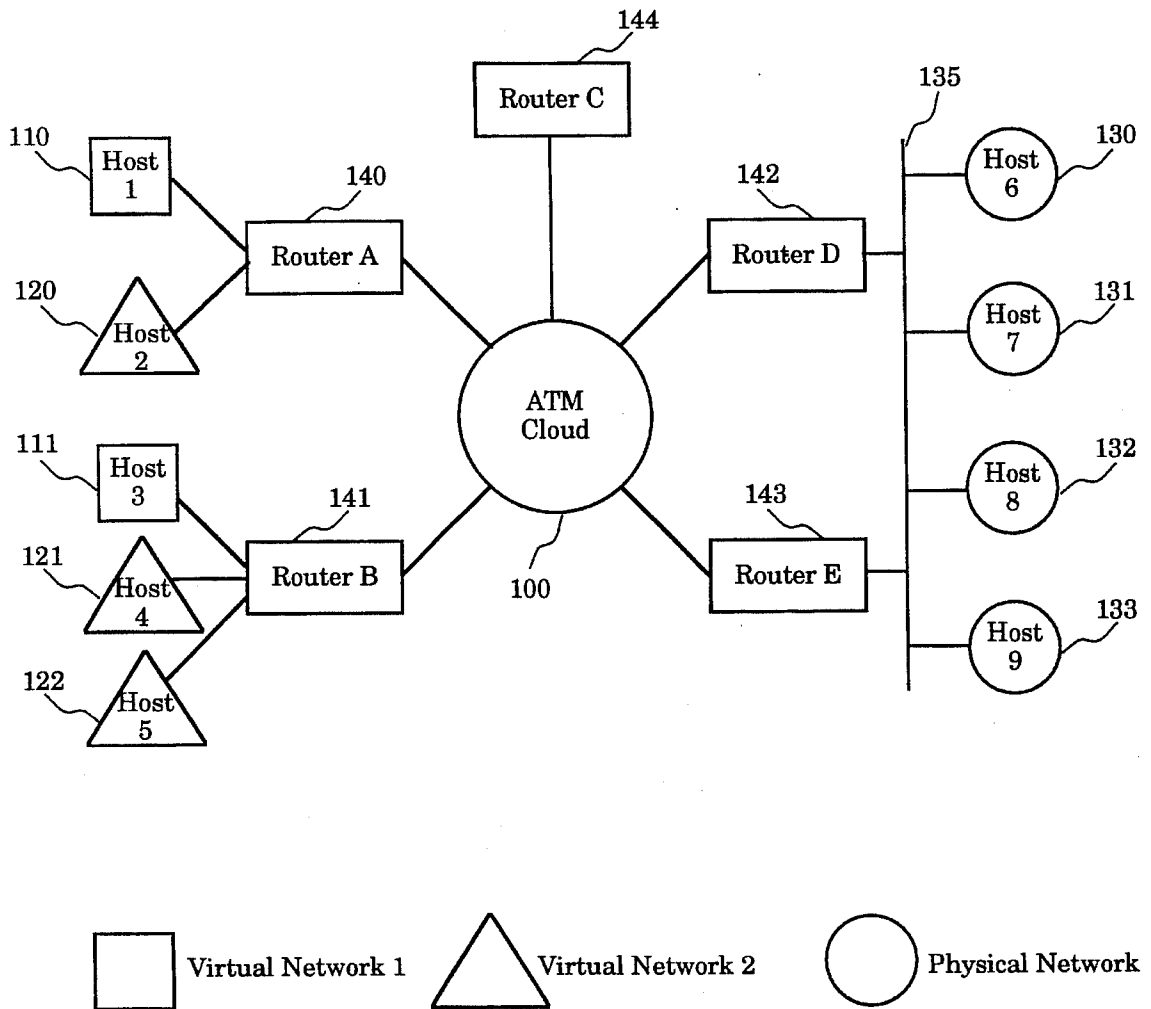 144
Router C
135
110
Host
1
140
Router A
142
Router D
Host
6
130
120
Host
2
Host
7
131
ATM
Cloud
111
Host
3
141
Router B
143
Router E
Host
8
132
121
Host
4
100
122
Host
5
Host
9
133
Virtual Network 1
Virtual Network 2
Physical Network